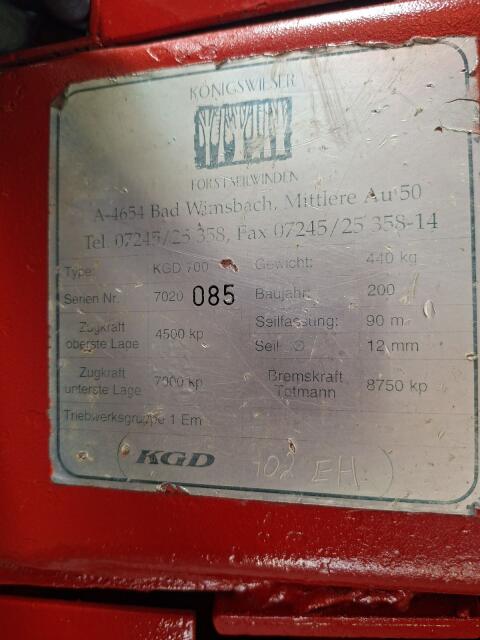 KÖNIGSWIESER
FORSTSEILWINDEN
A-4654 Bad Wimsbach, Mittlere Au 50
Tel. 07245/25 358, Fax 07245/25 358-14
Type: KGD 700 Gewicht: 440 kg
Serien Nr. 7020 085 Baujahr: 200
Zugkraft oberste Lage 4500 kp Seilfassung: 90 m
Seil ∅ 12 mm
Zugkraft unterste Lage 7000 kp Bremskraft Totmann 8750 kp
Triebwerksgruppe 1 Em
KGD 102 EH